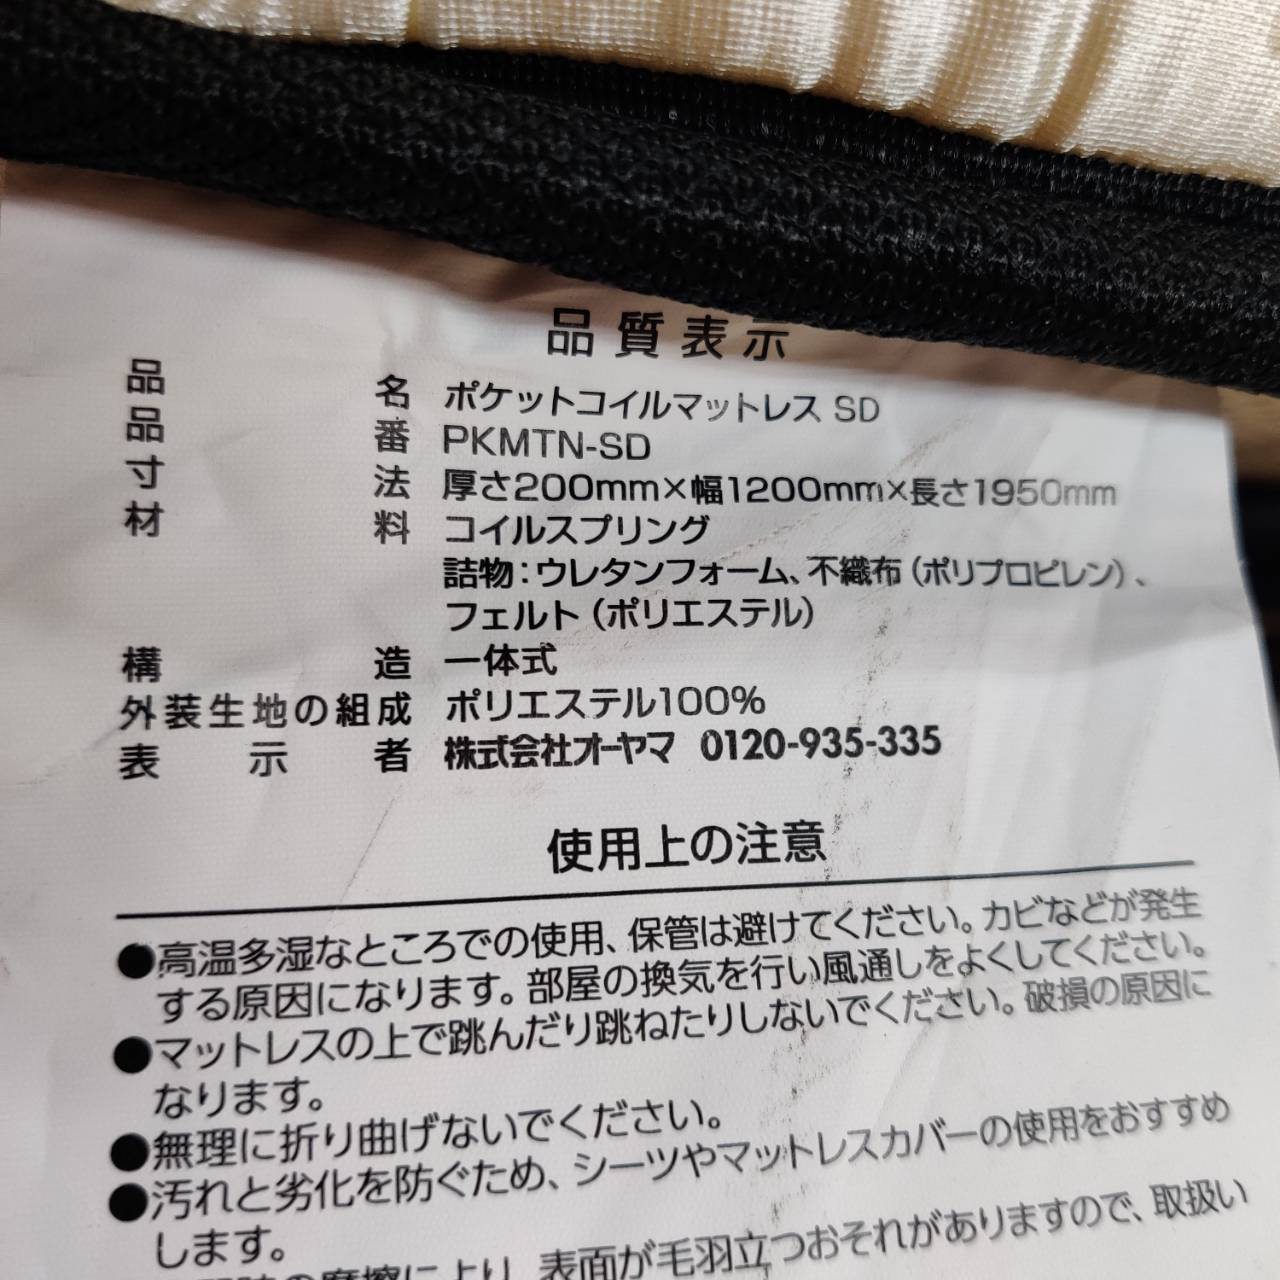 品質表示
品名 ポケットコイルマットレス SD
品番 PKMTN-SD
寸法 厚さ200mm×幅1200mm×長さ1950mm
材料 コイルスプリング
詰物:ウレタンフォーム、不織布(ポリプロピレン)、
フェルト(ポリエステル)
構造 一体式
外装生地の組成 ポリエステル100%
表示者 株式会社オーヤマ 0120-935-335
使用上の注意
●高温多湿なところでの使用、保管は避けてください。カビなどが発生
する原因になります。部屋の換気を行い風通しをよくしてください。
●マットレスの上で跳んだり跳ねたりしないでください。破損の原因に
なります。
●無理に折り曲げないでください。
●汚れと劣化を防ぐため、シーツやマットレスカバーの使用をおすすめ
します。
の摩擦により、表面が毛羽立つおそれがありますので、取扱い